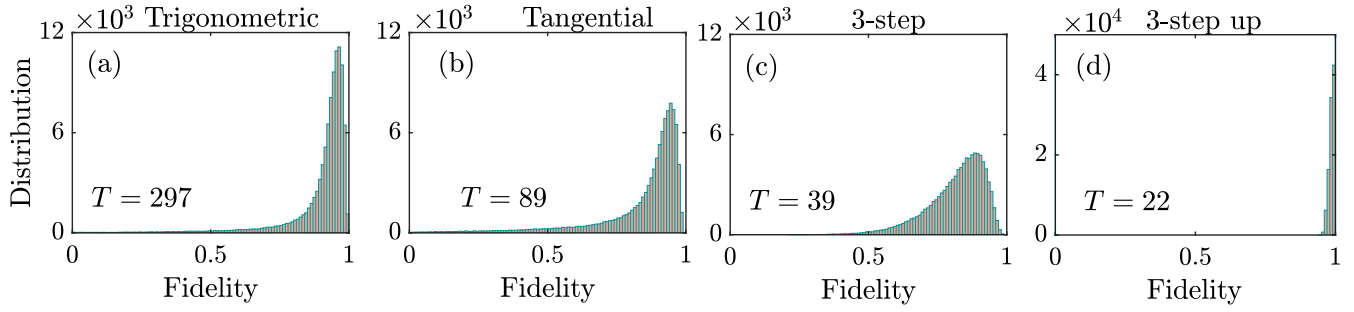 ×10³ Trigonometric
12
6
0
Distribution
(a)
T = 297
0 0.5 1
Fidelity
×10³ Tangential
12
6
0
(b)
T = 89
0 0.5 1
Fidelity
×10³ 3-step
12
6
0
(c)
T = 39
0 0.5 1
Fidelity
×10⁴ 3-step up
4
2
0
(d)
T = 22
0 0.5 1
Fidelity